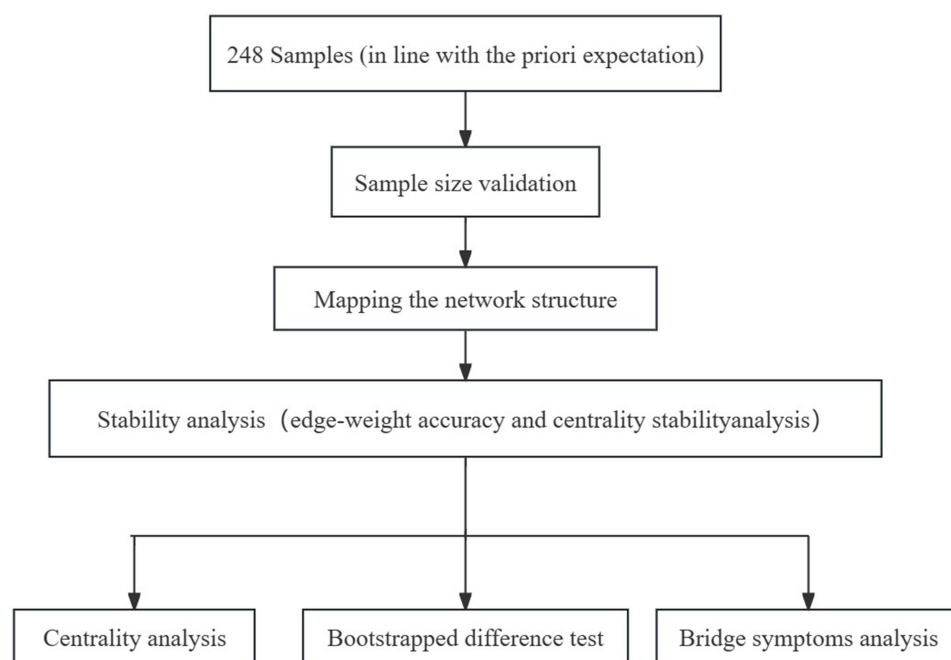 248 Samples (in line with the priori expectation)
Sample size validation
Mapping the network structure
Stability analysis（edge-weight accuracy and centrality stabilityanalysis）
Centrality analysis
Bootstrapped difference test
Bridge symptoms analysis